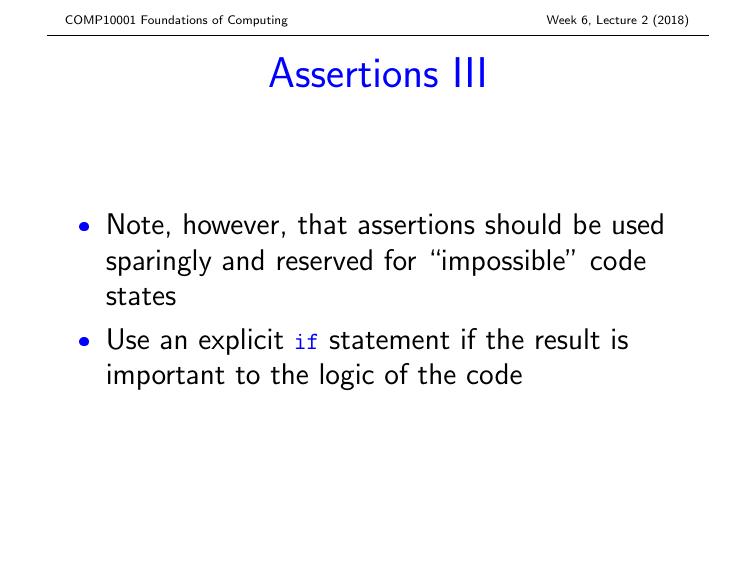 COMP10001 Foundations of Computing Week 6, Lecture 2 (2018)
Assertions III
• Note, however, that assertions should be used
sparingly and reserved for “impossible” code
states
• Use an explicit if statement if the result is
important to the logic of the code